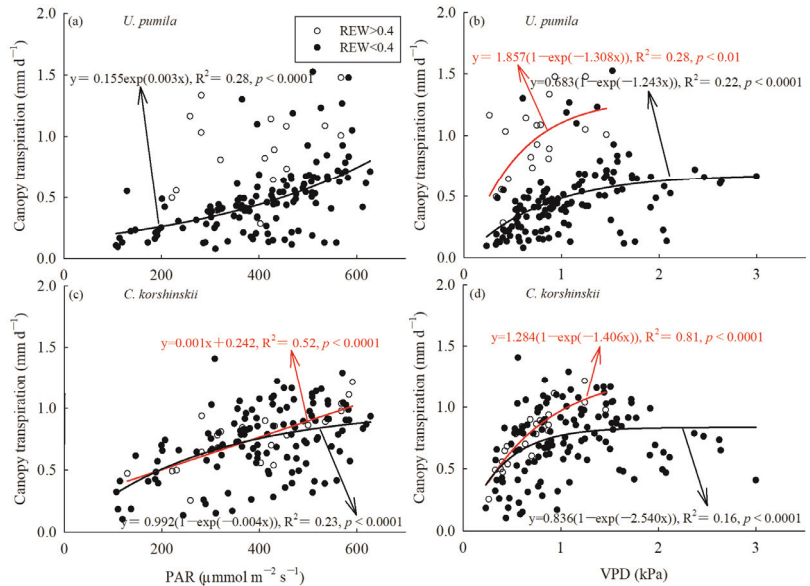 (a) U. pumila
REW>0.4
REW<0.4
y= 0.155exp(0.003x), R² = 0.28, p<0.0001
Canopy transpiration (mm d⁻¹)
2.0
1.5
1.0
0.5
0.0
0 200 400 600
(b) U. pumila
y= 1.857(1−exp(−1.308x)), R² = 0.28, p < 0.01
y=0.683(1−exp(−1.243x)), R² = 0.22, p < 0.0001
Canopy transpiration (mm d⁻¹)
2.0
1.5
1.0
0.5
0.0
0 1 2 3
(c) C. korshinskii
y=0.001x+0.242, R² = 0.52, p < 0.0001
y= 0.992(1−exp(−0.004x)), R² = 0.23, p < 0.0001
Canopy transpiration (mm d⁻¹)
2.0
1.5
1.0
0.5
0.0
0 200 400 600
PAR (μmmol m⁻² s⁻¹)
(d) C. korshinskii
y=1.284(1−exp(−1.406x)), R² = 0.81, p < 0.0001
y=0.836(1−exp(−2.540x)), R² = 0.16, p < 0.0001
Canopy transpiration (mm d⁻¹)
2.0
1.5
1.0
0.5
0.0
0 1 2 3
VPD (kPa)